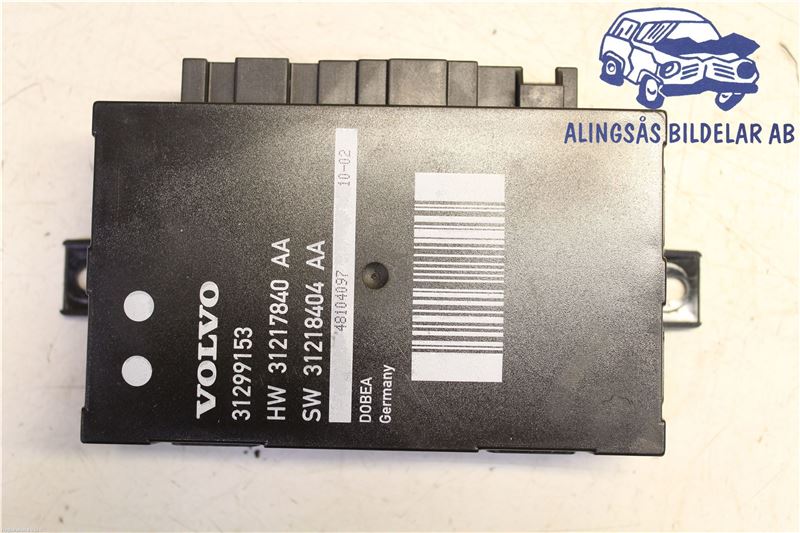 ALINGSÅS BILDELAR AB
VOLVO
31299153
HW 31217840 AA
SW 31218404 AA
48104097 10-02
DOBEA
Germany